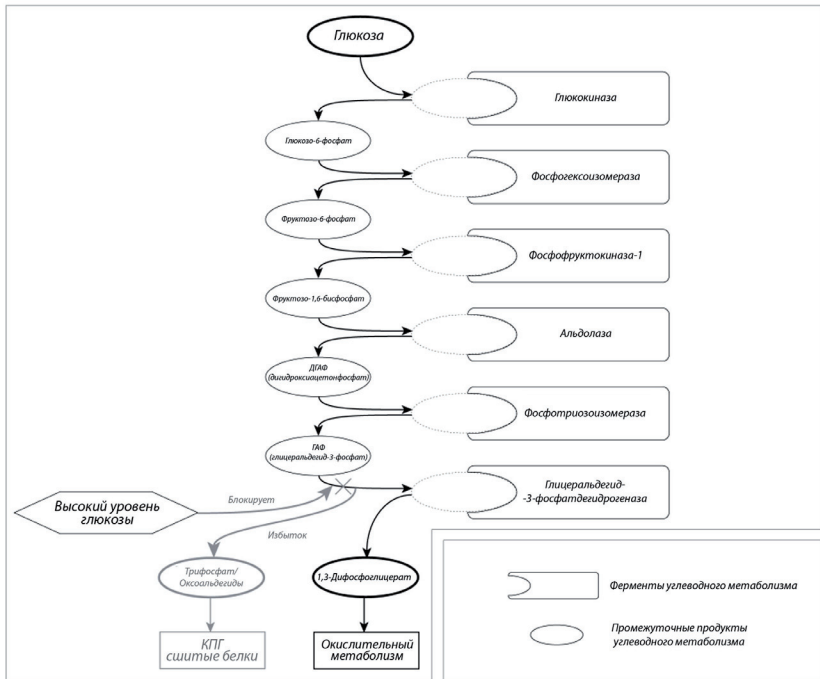 Глюкоза
Глюкокиназа
Глюкозо-6-фосфат
Фосфогексоизомераза
Фруктозо-6-фосфат
Фосфофруктокиназа-1
Фруктозо-1,6-бисфосфат
Альдолаза
ДГАФ
(дигидроксиацетонфосфат)
Фосфотриозоизомераза
ГАФ
(глицеральдегид-3-фосфат)
Глицеральдегид-
-3-фосфатдегидрогеназа
Высокий уровень
глюкозы
Блокирует
Избыток
Трифосфат/
Оксоальдегиды
1,3-Дифосфоглицерат
КПГ
сшитые белки
Окислительный
метаболизм
Ферменты углеводного метаболизма
Промежуточные продукты
углеводного метаболизма